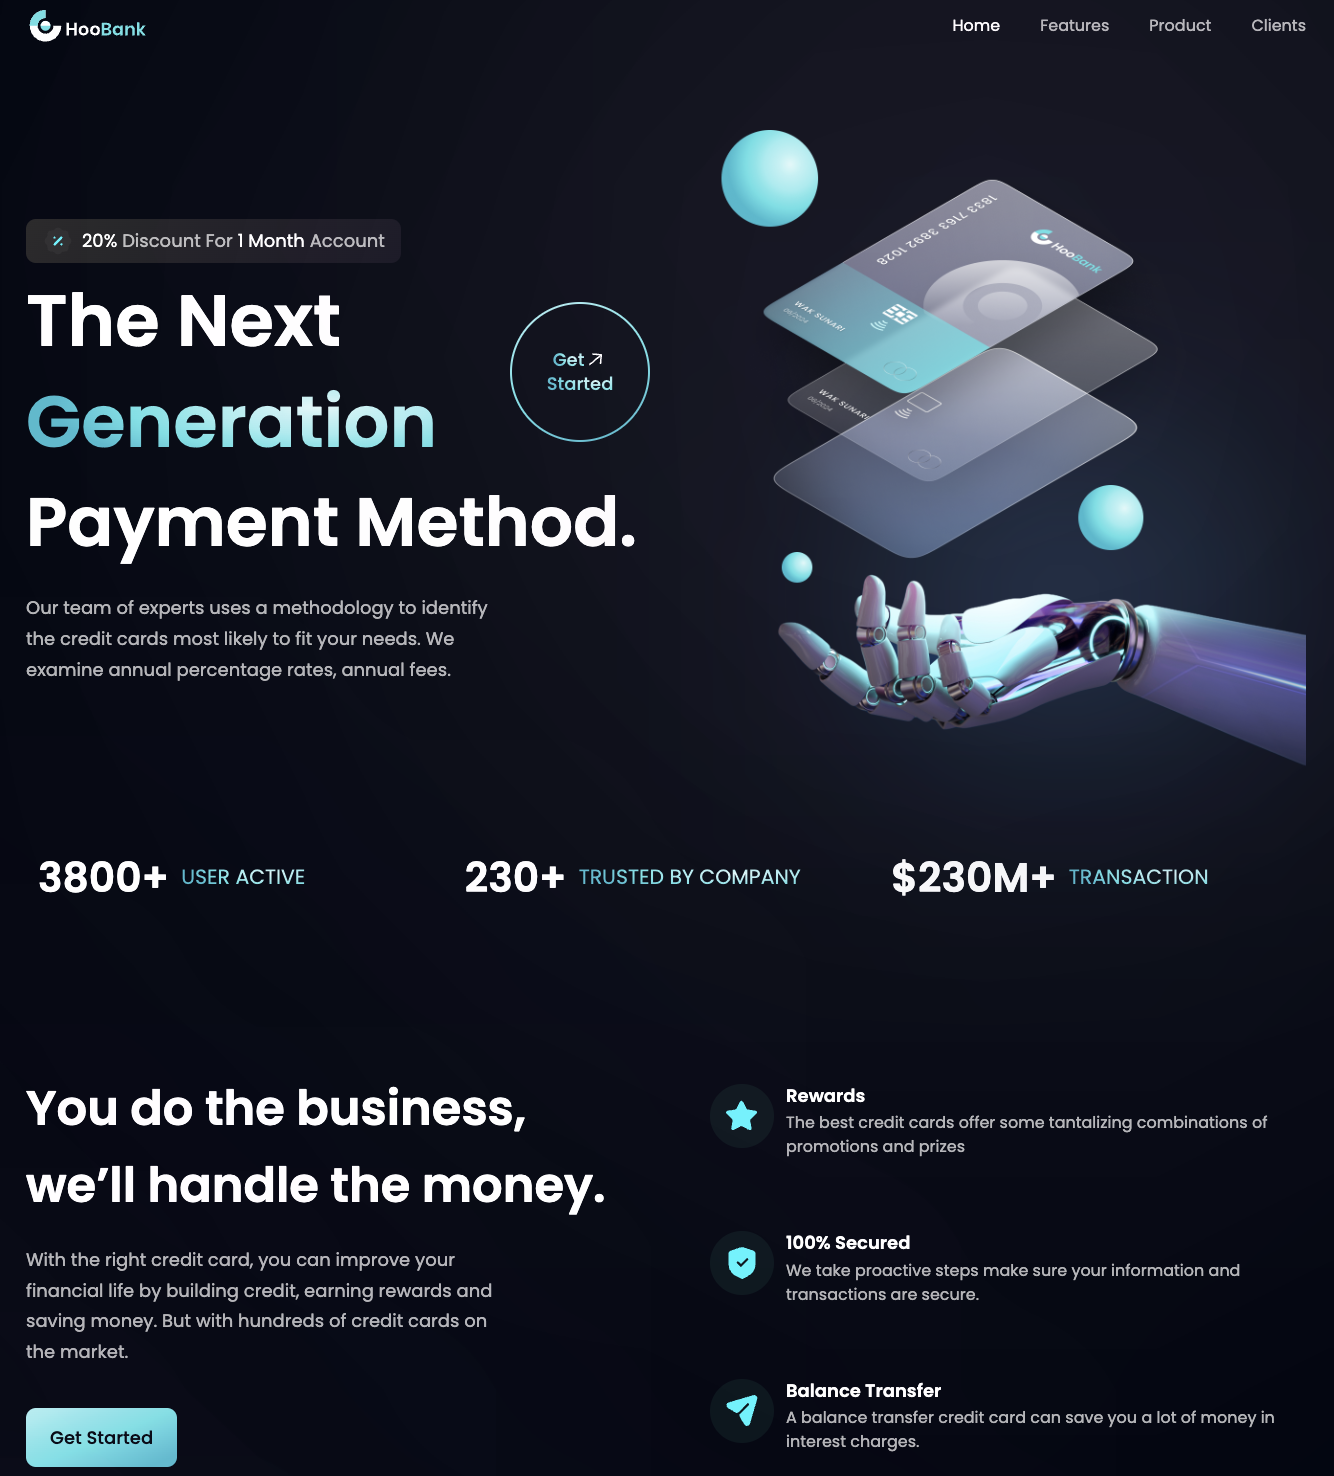 HooBank
Home
Features
Product
Clients
20% Discount For 1 Month Account
The Next
Generation
Payment Method.
Get
Started
Our team of experts uses a methodology to identify
the credit cards most likely to fit your needs. We
examine annual percentage rates, annual fees.
1833 7163 3892 1028
HooBank
WAK SUNARI
06/2024
WAK SUNARI
06/2024
3800+ USER ACTIVE
230+ TRUSTED BY COMPANY
$230M+ TRANSACTION
You do the business,
we’ll handle the money.
With the right credit card, you can improve your
financial life by building credit, earning rewards and
saving money. But with hundreds of credit cards on
the market.
Get Started
Rewards
The best credit cards offer some tantalizing combinations of
promotions and prizes
100% Secured
We take proactive steps make sure your information and
transactions are secure.
Balance Transfer
A balance transfer credit card can save you a lot of money in
interest charges.